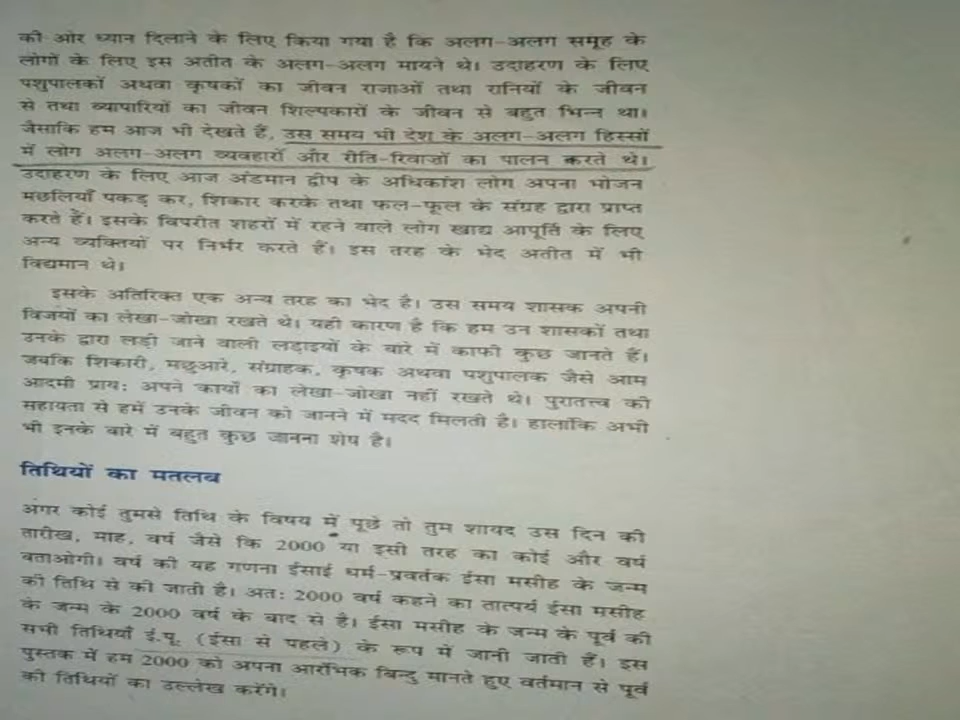 की ओर ध्यान दिलाने के लिए किया गया है कि अलग-अलग समूह के
लोगों के लिए इस अतीत के अलग-अलग मायने थे। उदाहरण के लिए
पशुपालकों अथवा कृषकों का जीवन राजाओं तथा रानियों के जीवन
से तथा व्यापारियों का जीवन शिल्पकारों के जीवन से बहुत भिन्न था।
जैसाकि हम आज भी देखते हैं, उस समय भी देश के अलग-अलग हिस्सों
में लोग अलग-अलग व्यवहारों और रीति-रिवाज़ों का पालन करते थे।
उदाहरण के लिए आज अंडमान द्वीप के अधिकांश लोग अपना भोजन
मछलियाँ पकड़ कर, शिकार करके तथा फल-फूल के संग्रह द्वारा प्राप्त
करते हैं। इसके विपरीत शहरों में रहने वाले लोग खाद्य आपूर्ति के लिए
अन्य व्यक्तियों पर निर्भर करते हैं। इस तरह के भेद अतीत में भी
विद्यमान थे।
इसके अतिरिक्त एक अन्य तरह का भेद है। उस समय शासक अपनी
विजयों का लेखा-जोखा रखते थे। यही कारण है कि हम उन शासकों तथा
उनके द्वारा लड़ी जाने वाली लड़ाइयों के बारे में काफी कुछ जानते हैं।
जबकि शिकारी, मछुआरे, संग्राहक, कृषक अथवा पशुपालक जैसे आम
आदमी प्राय: अपने कार्यों का लेखा-जोखा नहीं रखते थे। पुरातत्त्व की
सहायता से हमें उनके जीवन को जानने में मदद मिलती है। हालांकि अभी
भी इनके बारे में बहुत कुछ जानना शेष है।
तिथियों का मतलब
अगर कोई तुमसे तिथि के विषय में पूछे तो तुम शायद उस दिन की
तारीख, माह, वर्ष जैसे कि 2000 या इसी तरह का कोई और वर्ष
बताओगी। वर्ष की यह गणना ईसाई धर्म-प्रवर्तक ईसा मसीह के जन्म
की तिथि से की जाती है। अत: 2000 वर्ष कहने का तात्पर्य ईसा मसीह
के जन्म के 2000 वर्ष के बाद से है। ईसा मसीह के जन्म के पूर्व की
सभी तिथियाँ ई.पू. (ईसा से पहले) के रूप में जानी जाती हैं। इस
पुस्तक में हम 2000 को अपना आरंभिक बिन्दु मानते हुए वर्तमान से पूर्व
की तिथियों का उल्लेख करेंगे।